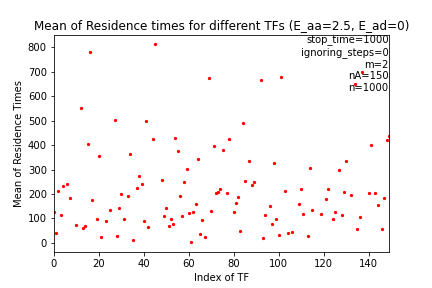 Mean of Residence times for different TFs (E_aa=2.5, E_ad=0)
stop_time=1000
ignoring_steps=0
m=2
nA=150
n=1000
Mean of Residence Times
800
700
600
500
400
300
200
100
0
0 20 40 60 80 100 120 140
Index of TF